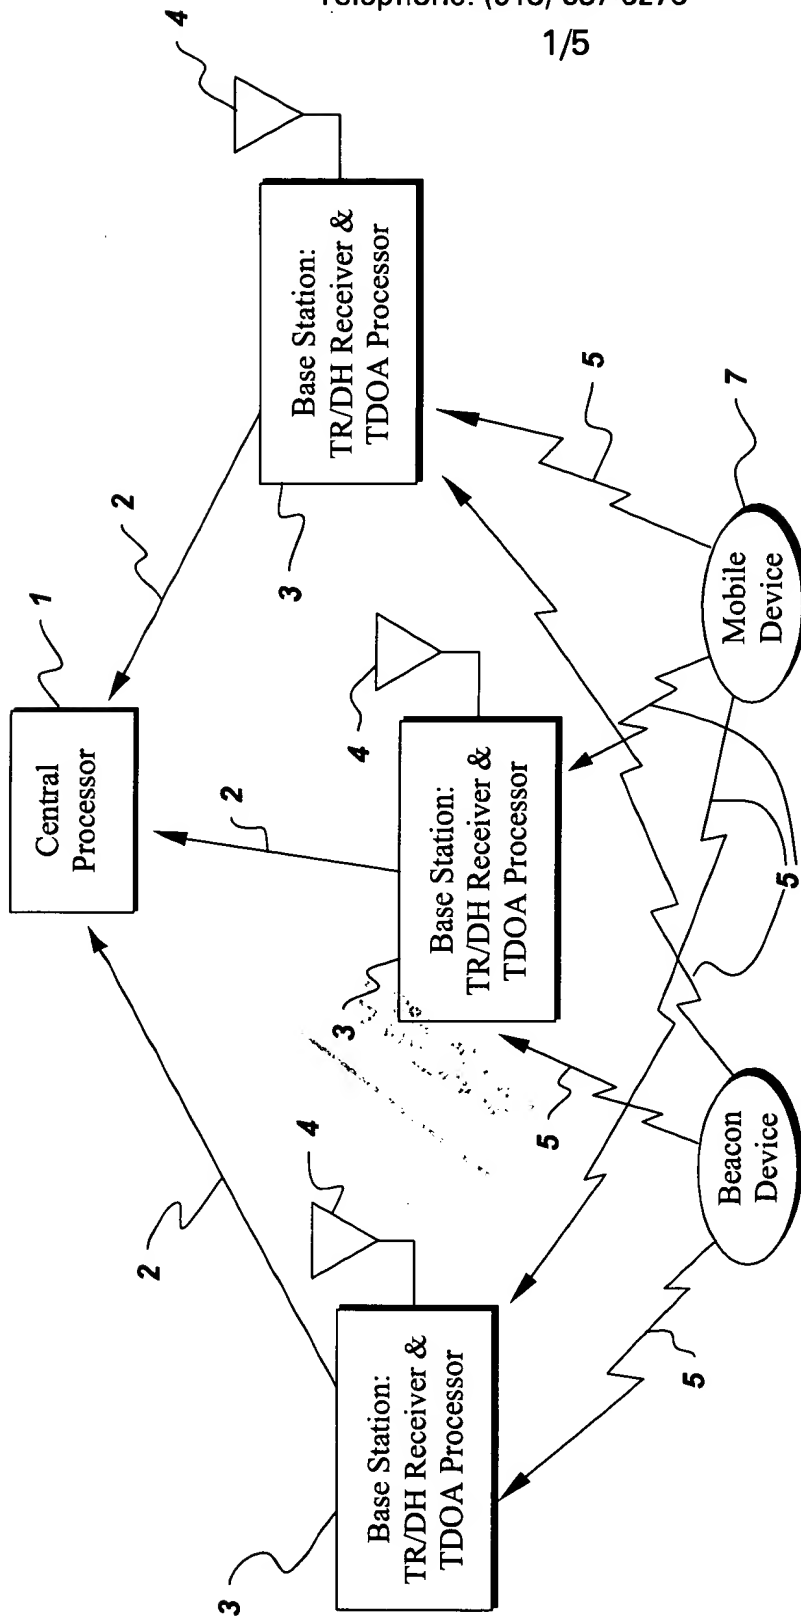 1/5
1
Central
Processor
2
2
2
4
Base Station:
TR/DH Receiver &
TDOA Processor
3
4
Base Station:
TR/DH Receiver &
TDOA Processor
3
4
Base Station:
TR/DH Receiver &
TDOA Processor
3
5
5
5
5
Beacon
Device
Mobile
Device
7